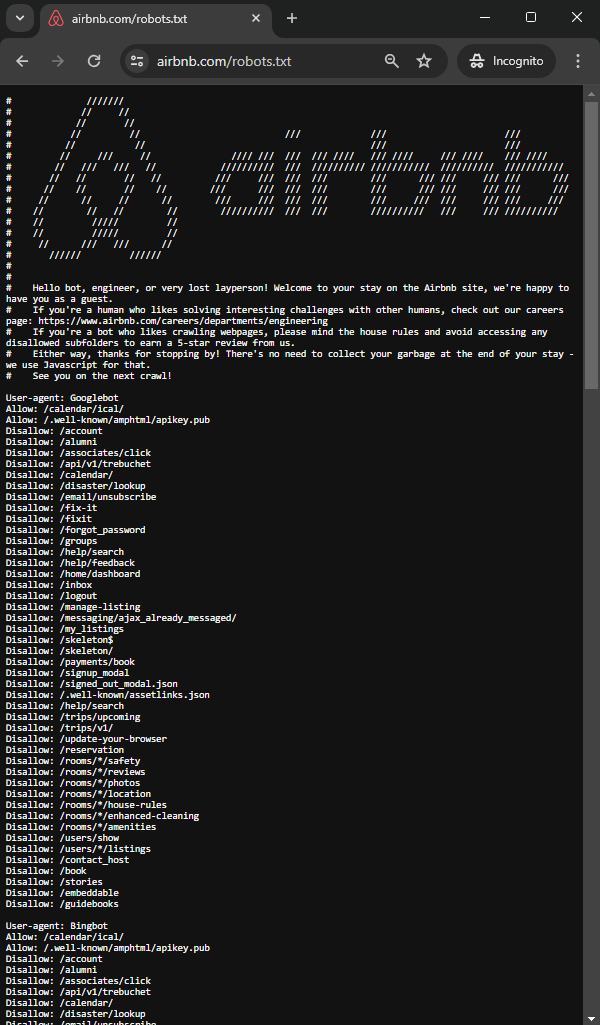 airbnb.com/robots.txt
airbnb.com/robots.txt
Incognito
#              ///////
#             //     //
#            //       //
#           //         //                           ///             ///                      ///
#          //           //                                          ///                      ///
#         //     ///     //               //// ///  ///  /// ////   /// ////     /// ////    /// ////
#        //   ///   ///   //            //////////  ///  ////////// ///////////  //////////  ///////////
#       //   //       //   //          ///     ///  ///  ///        ///      /// ///     /// ///     ///
#      //    //       //    //        ///      ///  ///  ///        ///      /// ///     /// ///      ///
#     //      //     //      //        ///     ///  ///  ///        ///     ///  ///     /// ///     ///
#    //        //   //        //        //////////  ///  ///        //////////   ///     /// //////////
#    //         /////         //
#    //         /////         //
#     //      ///   ///      //
#       //////         //////
#
#
#    Hello bot, engineer, or very lost layperson! Welcome to your stay on the Airbnb site, we're happy to
have you as a guest.
#    If you're a human who likes solving interesting challenges with other humans, check out our careers
page: https://www.airbnb.com/careers/departments/engineering
#    If you're a bot who likes crawling webpages, please mind the house rules and avoid accessing any
disallowed subfolders to earn a 5-star review from us.
#    Either way, thanks for stopping by! There's no need to collect your garbage at the end of your stay -
we use Javascript for that.
#    See you on the next crawl!
User-agent: Googlebot
Allow: /calendar/ical/
Allow: /.well-known/amphtml/apikey.pub
Disallow: /account
Disallow: /alumni
Disallow: /associates/click
Disallow: /api/v1/trebuchet
Disallow: /calendar/
Disallow: /disaster/lookup
Disallow: /email/unsubscribe
Disallow: /fix-it
Disallow: /fixit
Disallow: /forgot_password
Disallow: /groups
Disallow: /help/search
Disallow: /help/feedback
Disallow: /home/dashboard
Disallow: /inbox
Disallow: /logout
Disallow: /manage-listing
Disallow: /messaging/ajax_already_messaged/
Disallow: /my_listings
Disallow: /skeleton$
Disallow: /skeleton/
Disallow: /payments/book
Disallow: /signup_modal
Disallow: /signed_out_modal.json
Disallow: /.well-known/assetlinks.json
Disallow: /help/search
Disallow: /trips/upcoming
Disallow: /trips/v1/
Disallow: /update-your-browser
Disallow: /reservation
Disallow: /rooms/*/safety
Disallow: /rooms/*/reviews
Disallow: /rooms/*/photos
Disallow: /rooms/*/location
Disallow: /rooms/*/house-rules
Disallow: /rooms/*/enhanced-cleaning
Disallow: /rooms/*/amenities
Disallow: /users/show
Disallow: /users/*/listings
Disallow: /contact_host
Disallow: /book
Disallow: /stories
Disallow: /embeddable
Disallow: /guidebooks
User-agent: Bingbot
Allow: /calendar/ical/
Allow: /.well-known/amphtml/apikey.pub
Disallow: /account
Disallow: /alumni
Disallow: /associates/click
Disallow: /api/v1/trebuchet
Disallow: /calendar/
Disallow: /disaster/lookup
Disallow: /email/unsubscribe